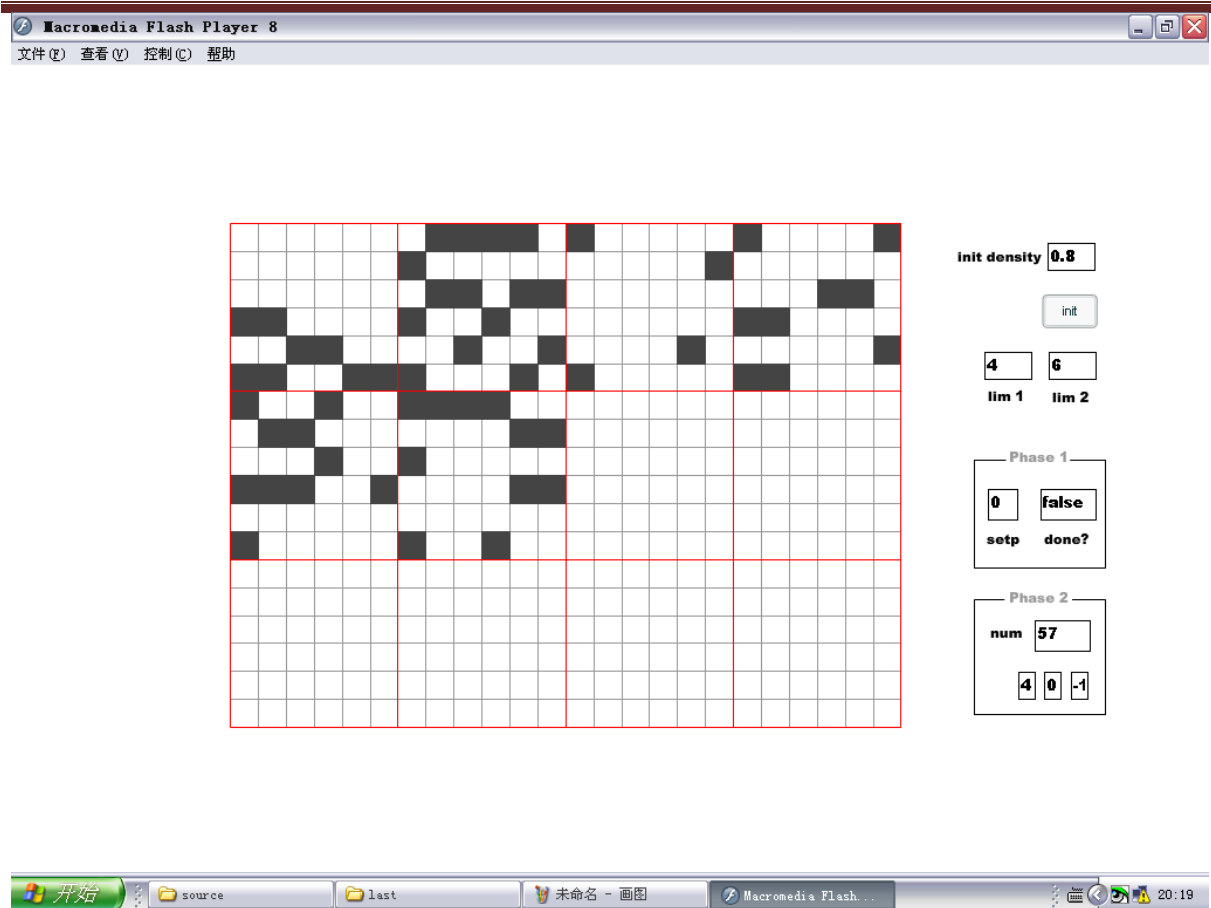 Macromedia Flash Player 8
文件(F) 查看(V) 控制(C) 帮助
init density 0.8
init
4 6
lim 1 lim 2
Phase 1
0 false
setp done?
Phase 2
num 57
4 0 -1
开始 source last 未命名 - 画图 Macromedia Flash... 20:19